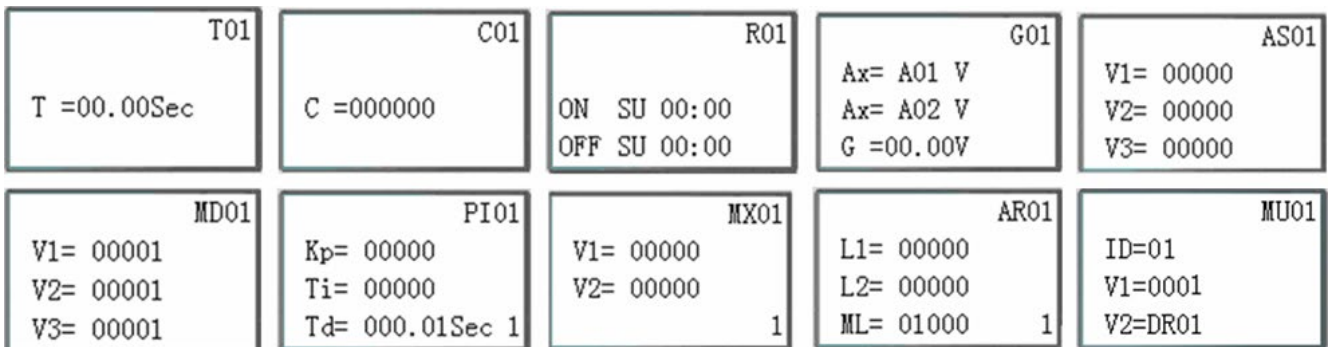 T01
T =00.00Sec
C01
C =000000
R01
ON SU 00:00
OFF SU 00:00
G01
Ax= A01 V
Ax= A02 V
G =00.00V
AS01
V1= 00000
V2= 00000
V3= 00000
MD01
V1= 00001
V2= 00001
V3= 00001
PI01
Kp= 00000
Ti= 00000
Td= 000.01Sec 1
MX01
V1= 00000
V2= 00000
1
AR01
L1= 00000
L2= 00000
ML= 01000 1
MU01
ID=01
V1=0001
V2=DR01